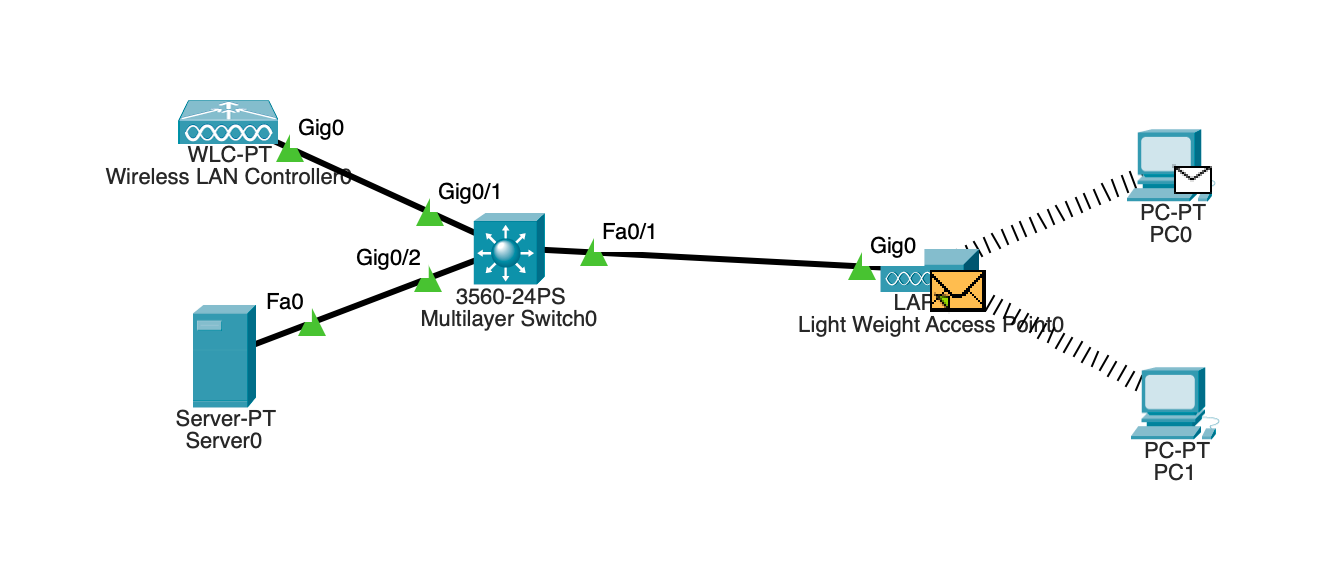 Gig0
WLC-PT
Wireless LAN Controller0
Gig0/1
Gig0/2
Fa0
Server-PT
Server0
3560-24PS
Multilayer Switch0
Fa0/1
Gig0
Light Weight Access Point0
PC-PT
PC0
PC-PT
PC1